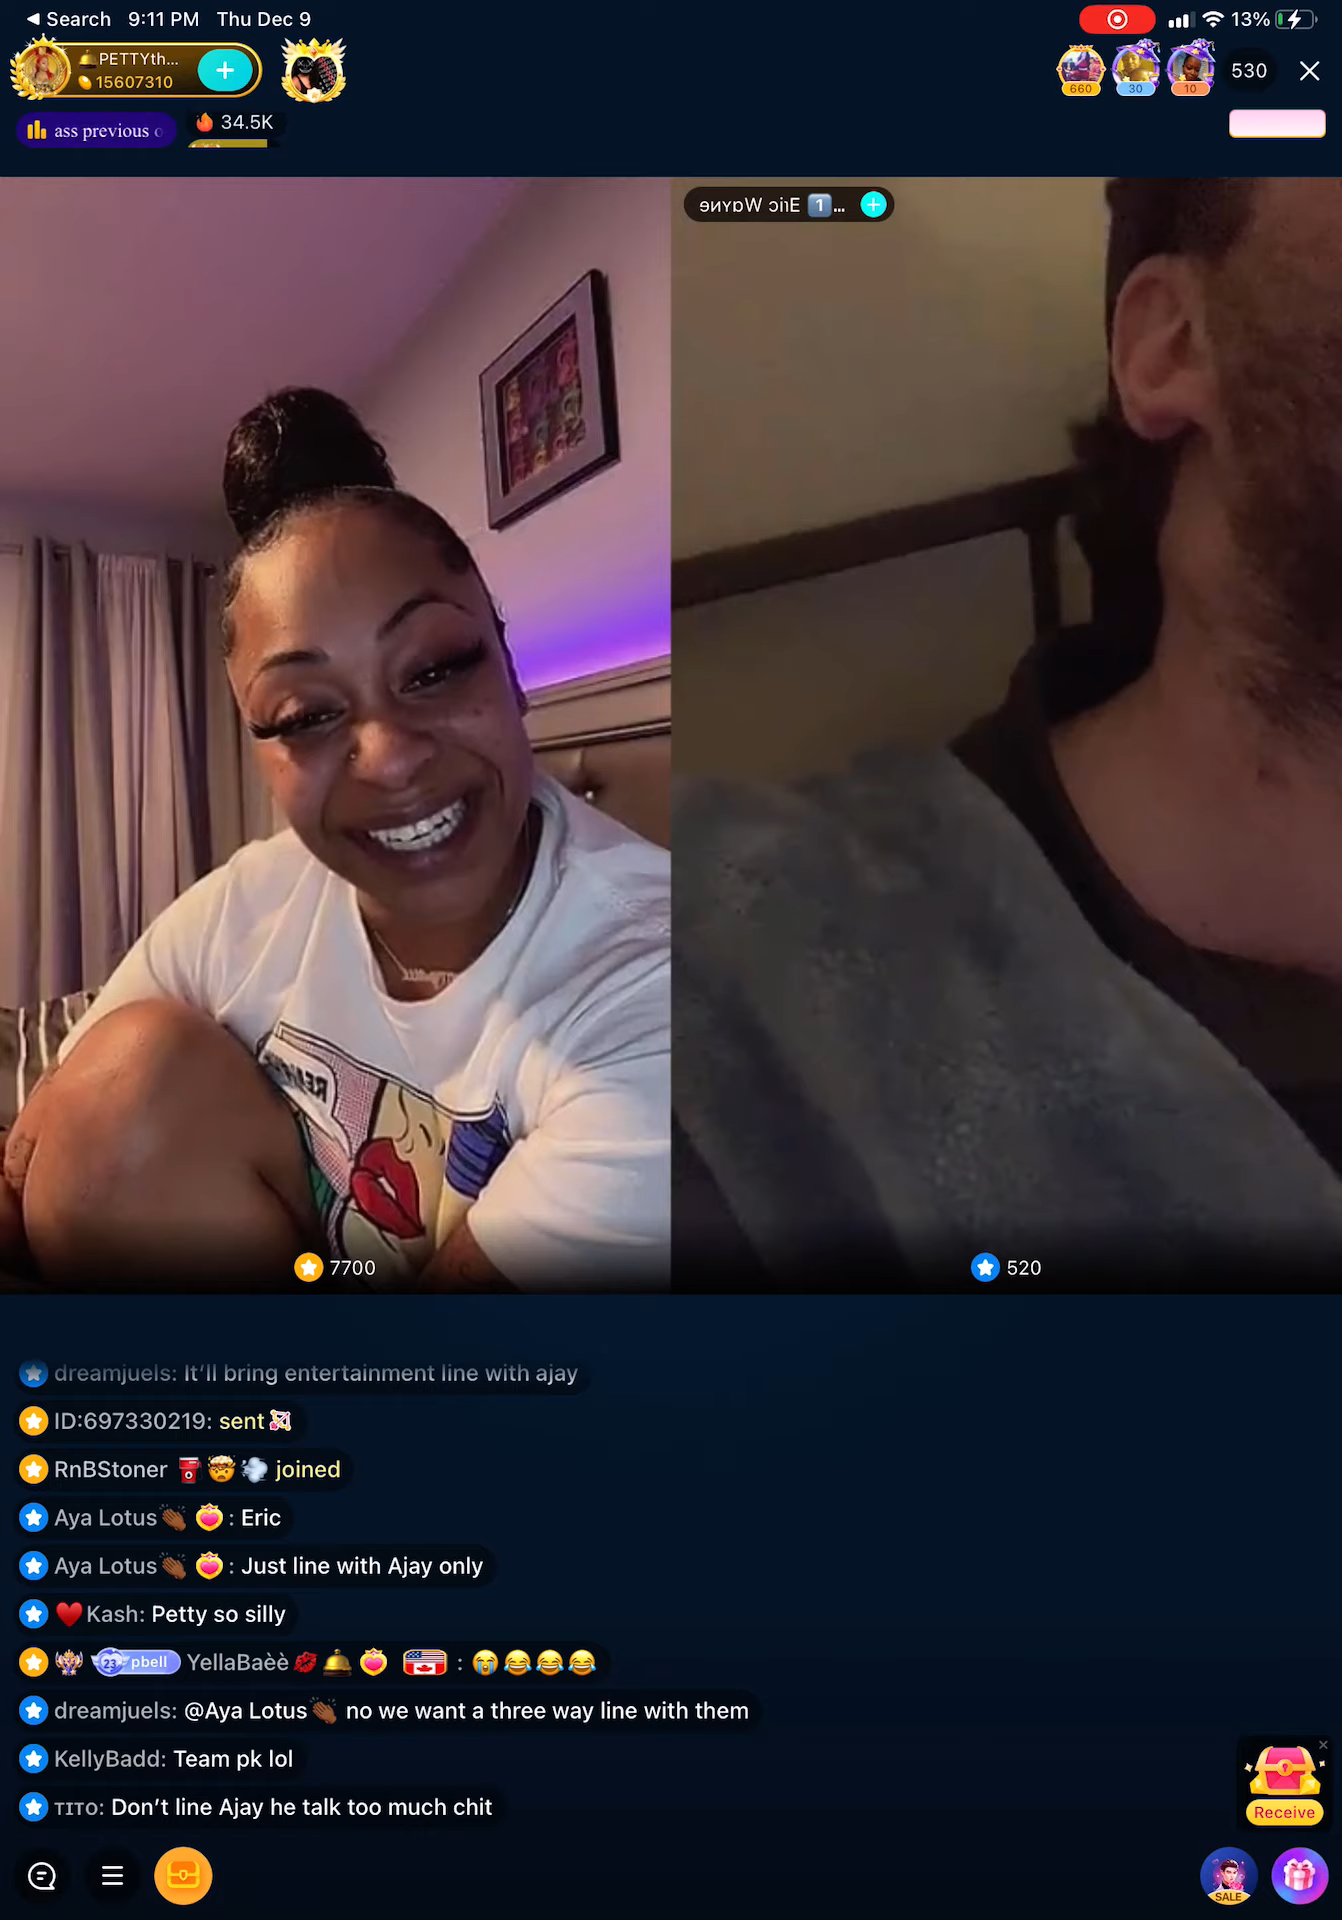 Search 9:11 PM Thu Dec 9 13%
PETTYth... 
15607310
660 30 10 530
ass previous
34.5K
ɘnγɒW ɔiɿƎ 1...
7700
520
dreamjuels: It'll bring entertainment line with ajay
ID:697330219: sent
RnBStoner joined
Aya Lotus👏🏾 : Eric
Aya Lotus👏🏾 : Just line with Ajay only
❤️Kash: Petty so silly
23 pbell YellaBaèè💋🛎️ : 😭😂😂😂
dreamjuels: @Aya Lotus👏🏾 no we want a three way line with them
KellyBadd: Team pk lol
TITO: Don't line Ajay he talk too much chit
Receive
SALE